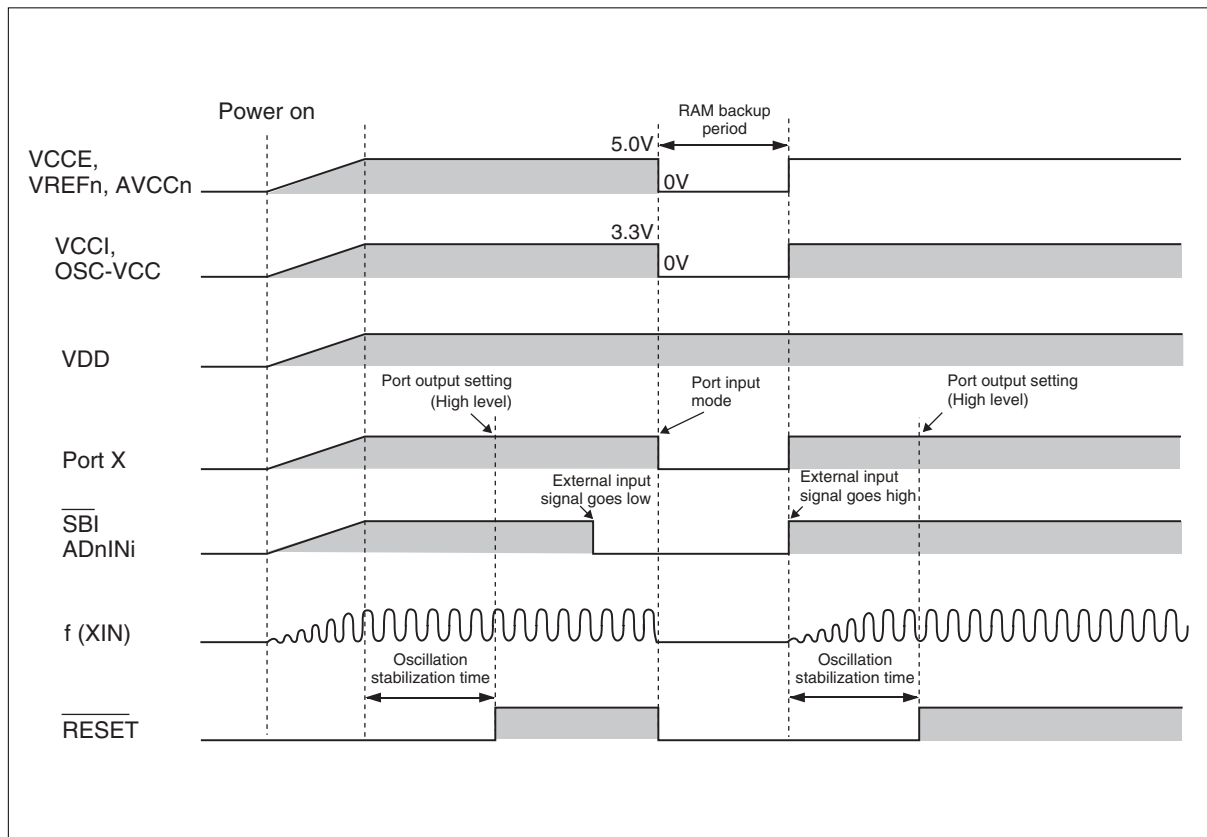 Power on
RAM backup
period
VCCE,
VREFn, AVCCn
5.0V
0V
VCCI,
OSC-VCC
3.3V
0V
VDD
Port output setting
(High level)
Port input
mode
Port output setting
(High level)
Port X
External input
signal goes low
External input
signal goes high
SBI
ADnINi
f (XIN)
Oscillation
stabilization time
Oscillation
stabilization time
RESET